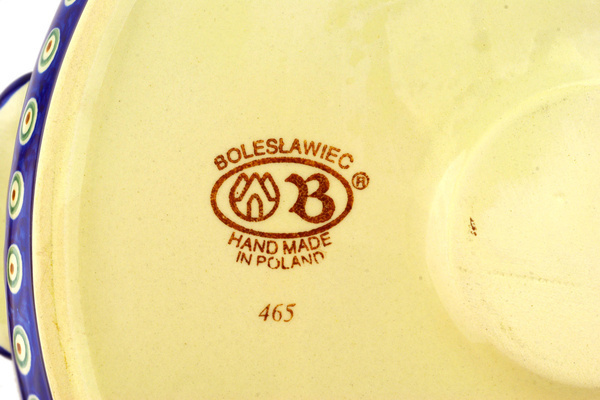 BOLESŁAWIEC
B ®
HAND MADE
IN POLAND
465